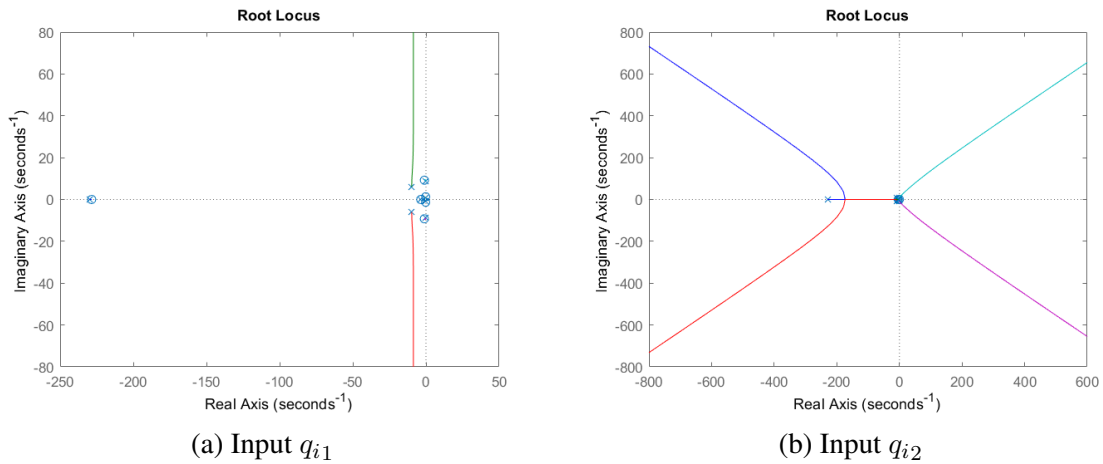 Root Locus
80
60
40
20
0
-20
-40
-60
-80
Imaginary Axis (seconds⁻¹)
-250 -200 -150 -100 -50 0 50
Real Axis (seconds⁻¹)
(a) Input qᵢ₁
Root Locus
800
600
400
200
0
-200
-400
-600
-800
Imaginary Axis (seconds⁻¹)
-800 -600 -400 -200 0 200 400 600
Real Axis (seconds⁻¹)
(b) Input qᵢ₂